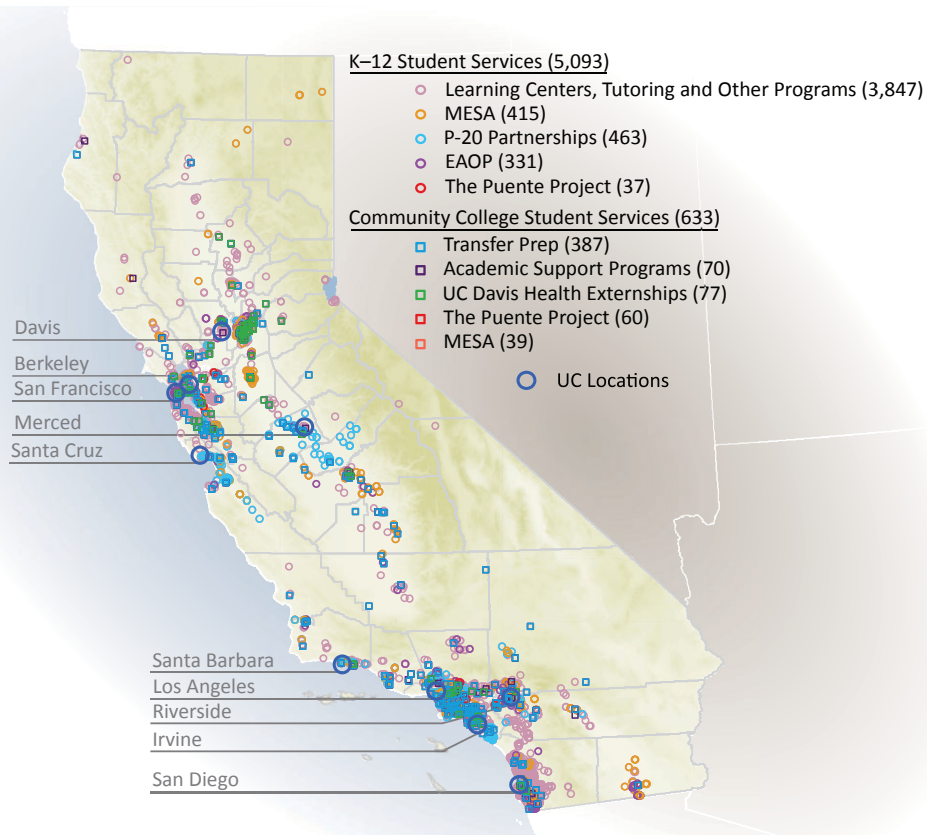 K–12 Student Services (5,093)
Learning Centers, Tutoring and Other Programs (3,847)
MESA (415)
P-20 Partnerships (463)
EAOP (331)
The Puente Project (37)
Community College Student Services (633)
Transfer Prep (387)
Academic Support Programs (70)
UC Davis Health Externships (77)
The Puente Project (60)
MESA (39)
UC Locations
Davis
Berkeley
San Francisco
Merced
Santa Cruz
Santa Barbara
Los Angeles
Riverside
Irvine
San Diego